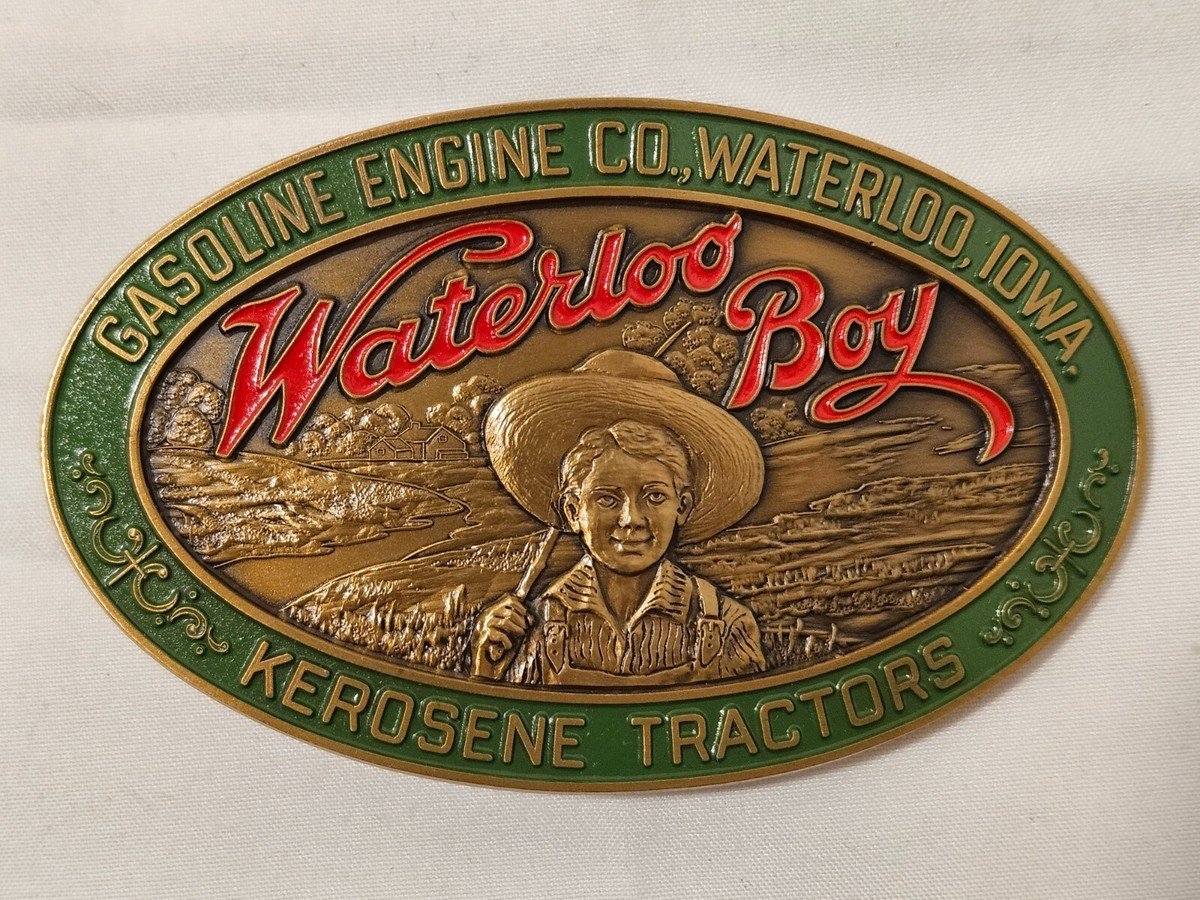 GASOLINE ENGINE CO., WATERLOO, IOWA.
Waterloo Boy
KEROSENE TRACTORS